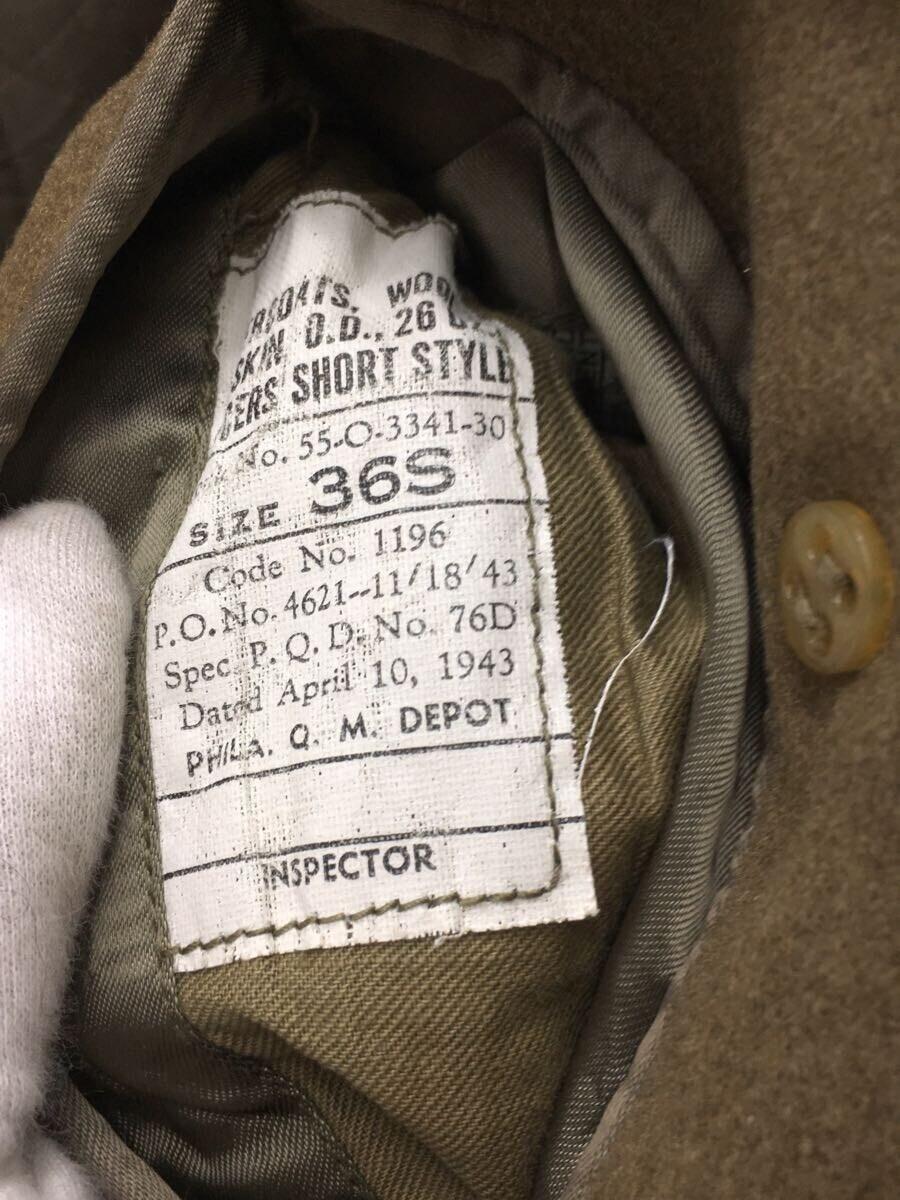 SKIN O.D., 26
SHORT STYLE
No. 55-O-3341-30
SIZE 36S
Code No. 1196
P.O. No. 4621--11/18/43
Spec. P. Q. D. No. 76D
Dated April 10, 1943
PHILA. Q. M. DEPOT
INSPECTOR